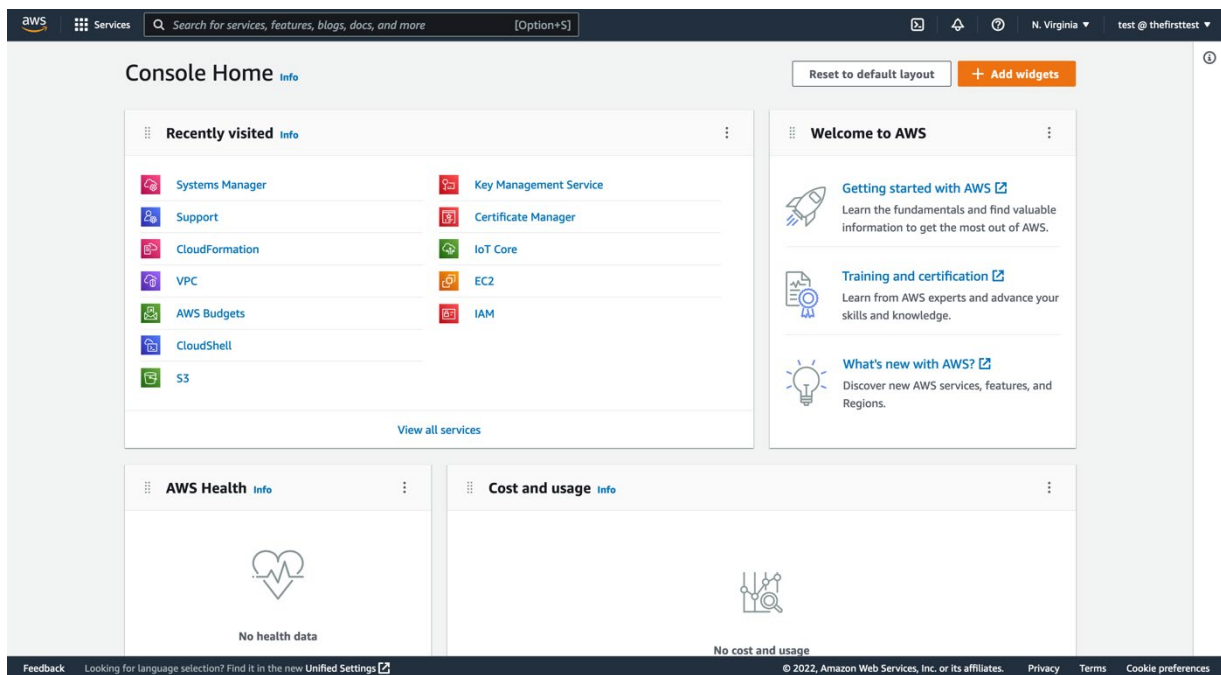 aws
Services
Search for services, features, blogs, docs, and more [Option+S]
N. Virginia ▼
test @ thefirsttest ▼
Console Home Info
Reset to default layout
+ Add widgets
Recently visited Info
Systems Manager
Support
CloudFormation
VPC
AWS Budgets
CloudShell
S3
Key Management Service
Certificate Manager
IoT Core
EC2
IAM
View all services
Welcome to AWS
Getting started with AWS
Learn the fundamentals and find valuable
information to get the most out of AWS.
Training and certification
Learn from AWS experts and advance your
skills and knowledge.
What's new with AWS?
Discover new AWS services, features, and
Regions.
AWS Health Info
No health data
Cost and usage Info
No cost and usage
Feedback
Looking for language selection? Find it in the new Unified Settings
© 2022, Amazon Web Services, Inc. or its affiliates.
Privacy
Terms
Cookie preferences